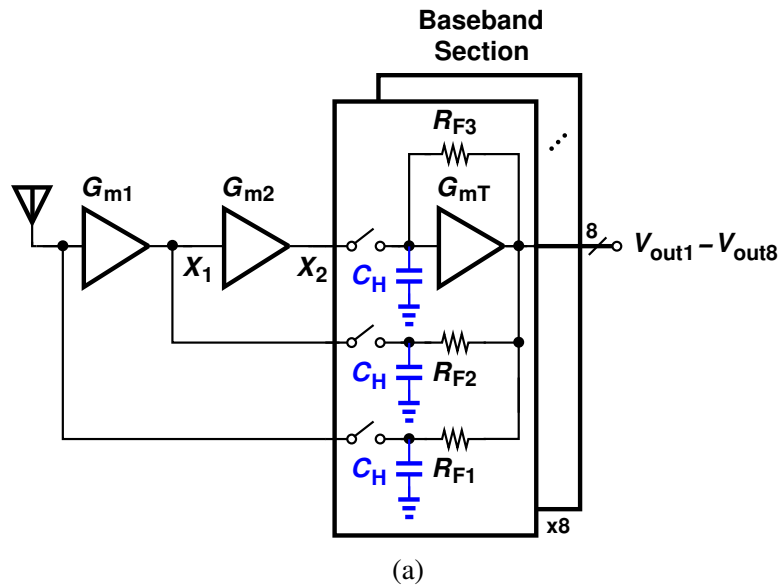 Baseband
Section
R_F3
G_m1
G_m2
G_mT
8
V_out1 – V_out8
X_1
X_2
C_H
C_H
R_F2
C_H
R_F1
x8
(a)